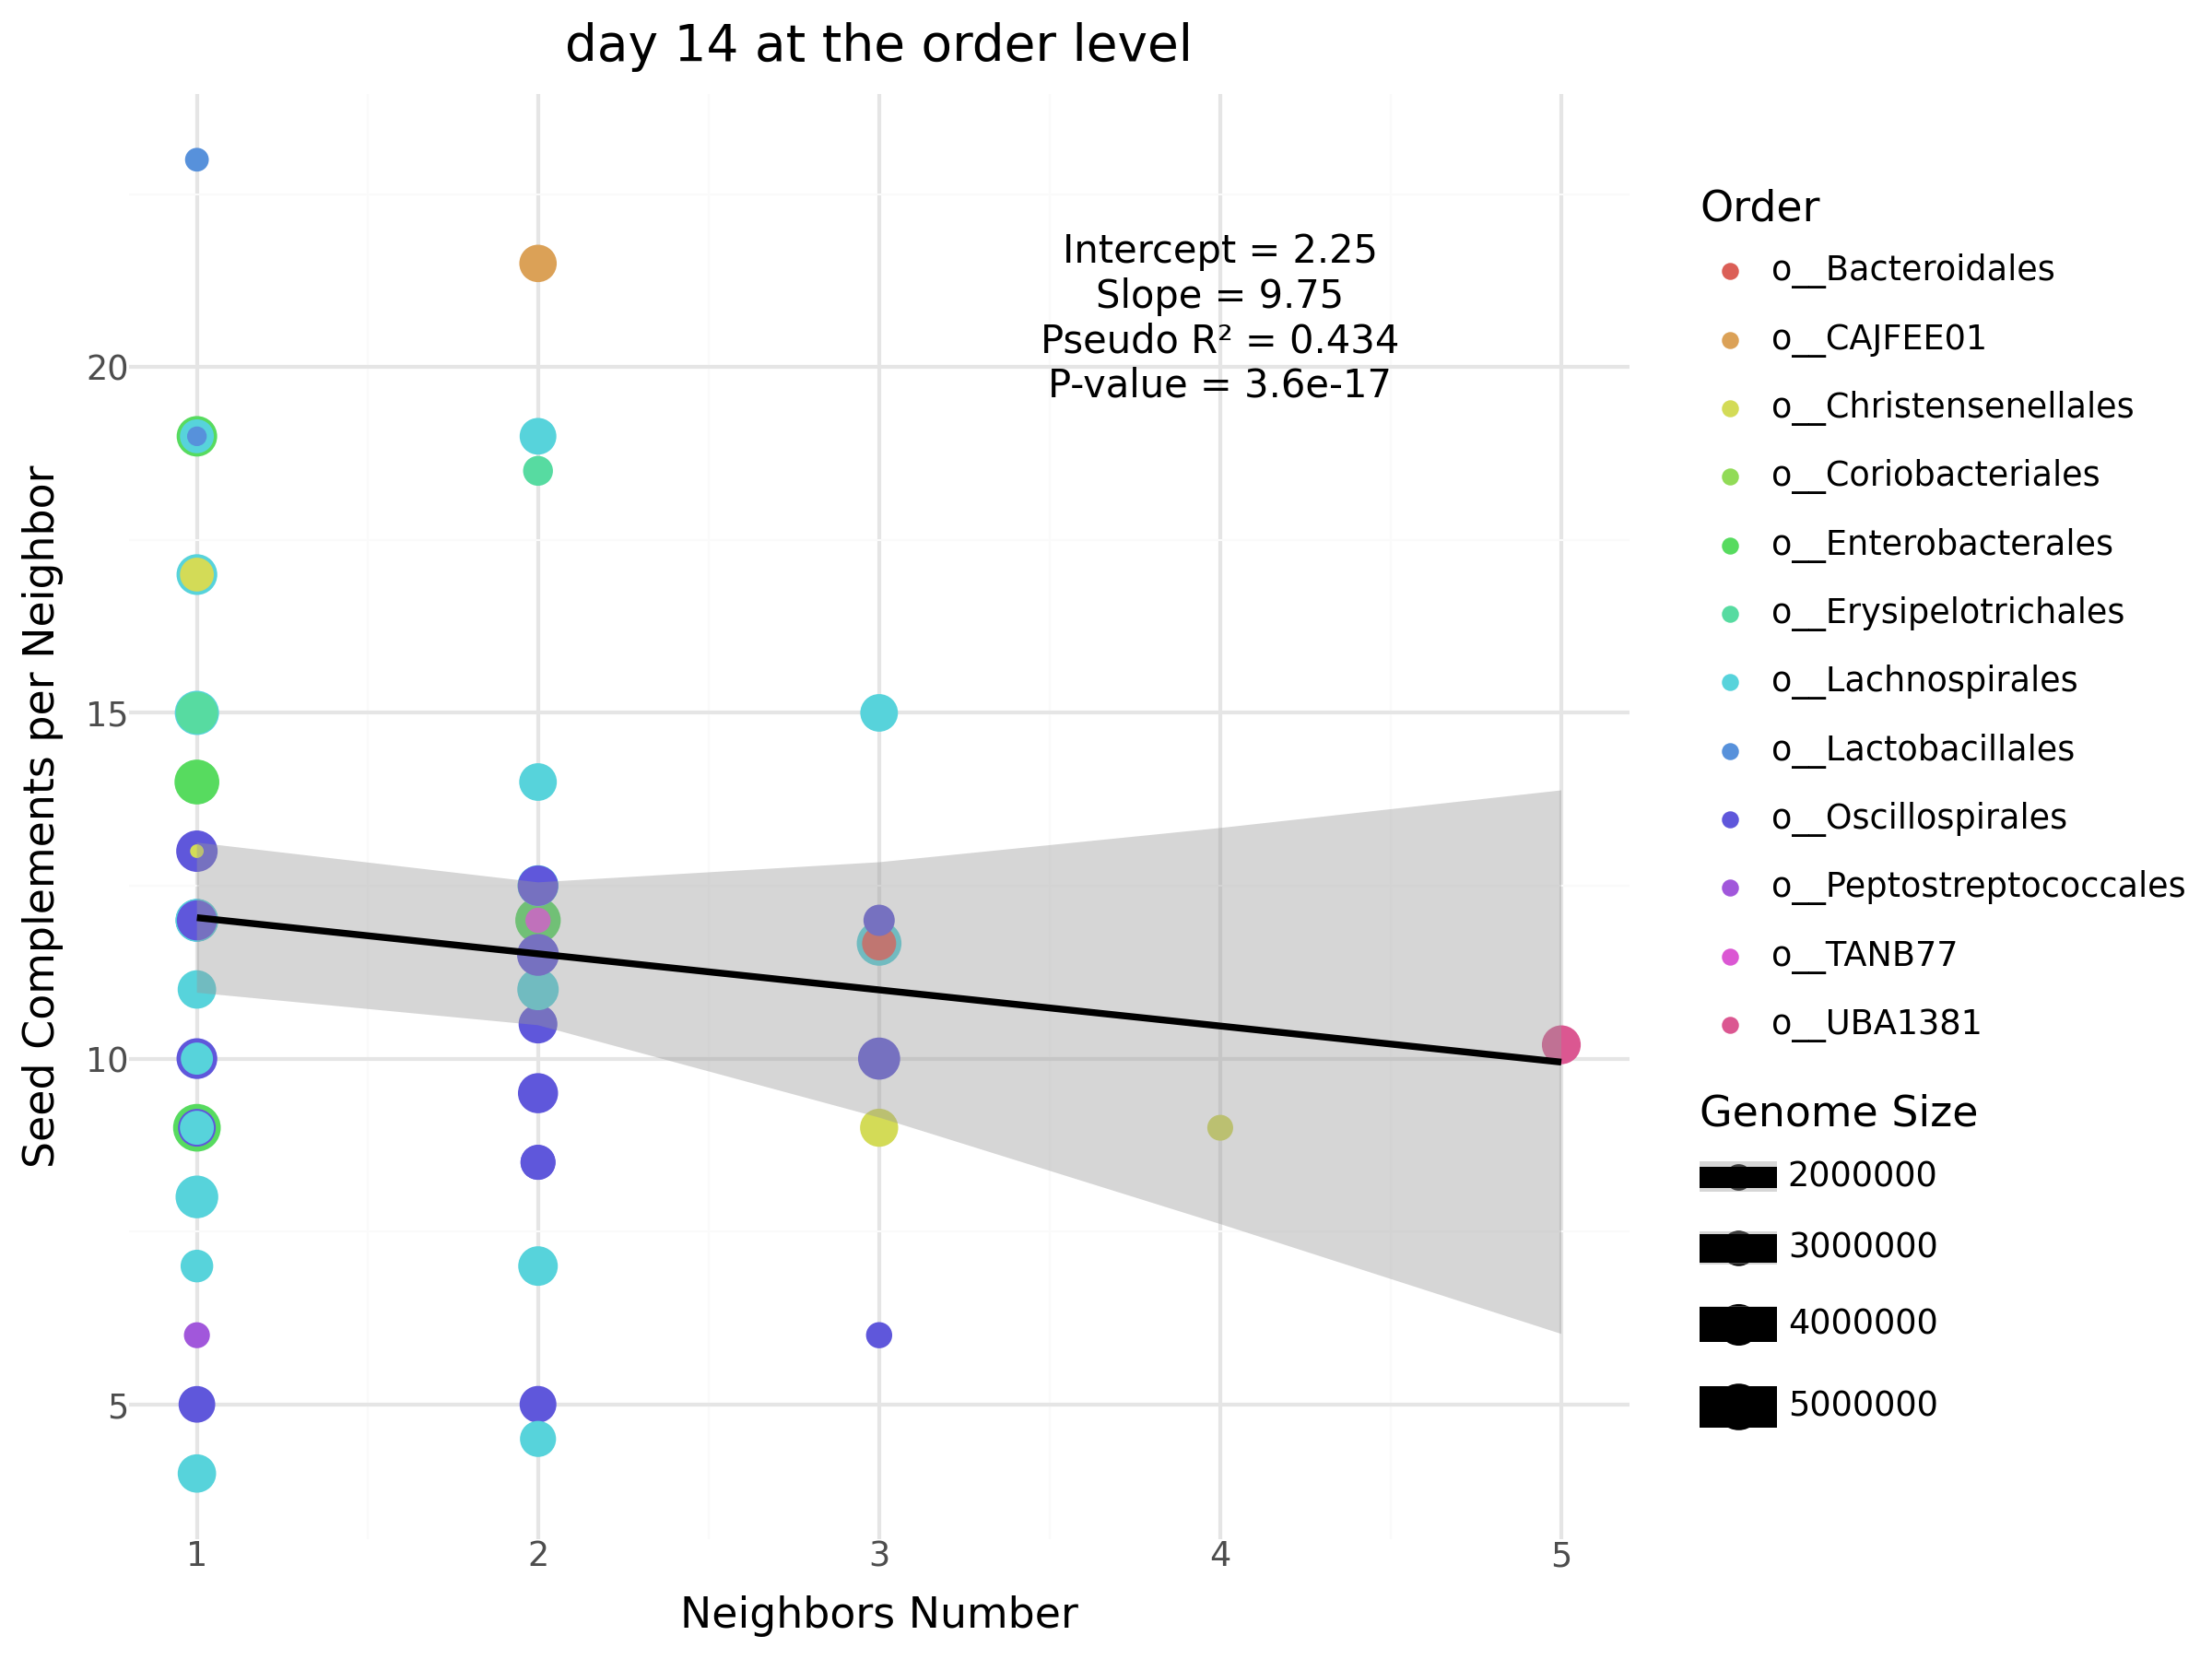 day 14 at the order level
Intercept = 2.25
Slope = 9.75
Pseudo R² = 0.434
P-value = 3.6e-17
Seed Complements per Neighbor
20
15
10
5
1
2
3
4
5
Neighbors Number
Order
o__Bacteroidales
o__CAJFEE01
o__Christensenellales
o__Coriobacteriales
o__Enterobacterales
o__Erysipelotrichales
o__Lachnospirales
o__Lactobacillales
o__Oscillospirales
o__Peptostreptococcales
o__TANB77
o__UBA1381
Genome Size
2000000
3000000
4000000
5000000